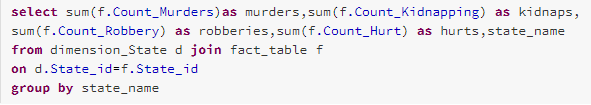 select sum(f.Count_Murders)as murders,sum(f.Count_Kidnapping) as kidnaps,
sum(f.Count_Robbery) as robberies,sum(f.Count_Hurt) as hurts,state_name
from dimension_State d join fact_table f
on d.State_id=f.State_id
group by state_name